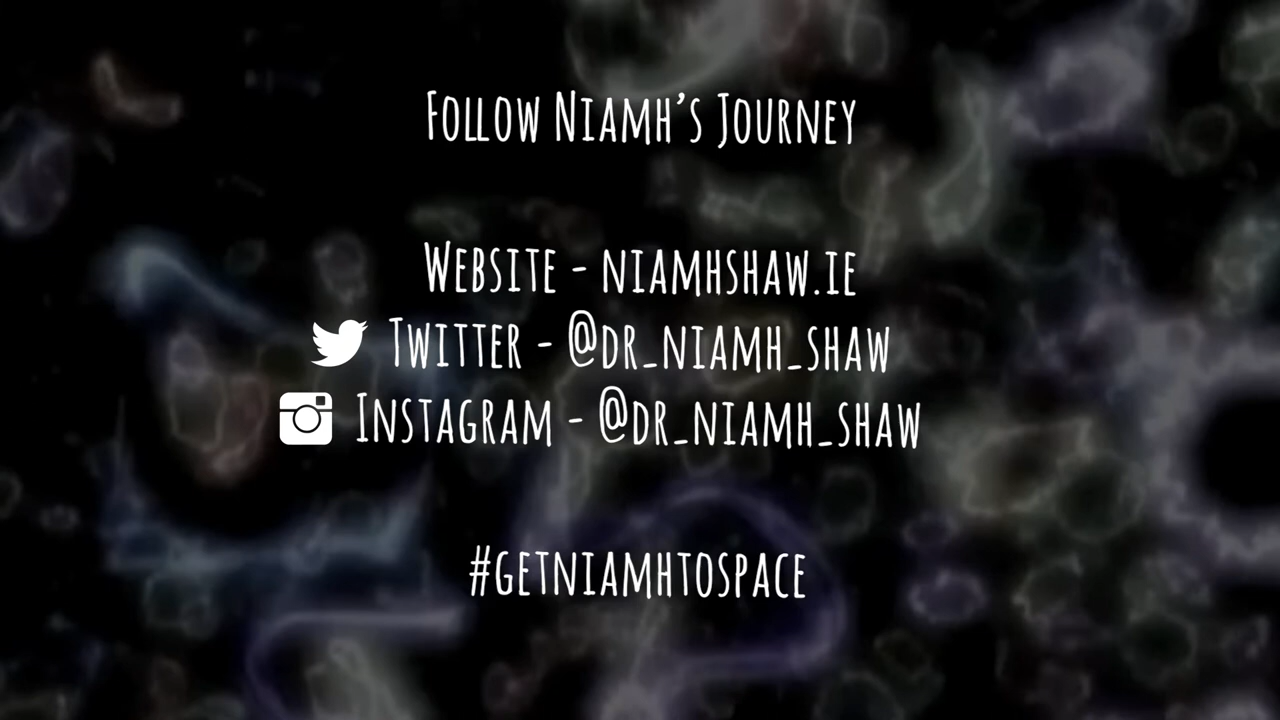 Follow Niamh's Journey
Website - niamhshaw.ie
Twitter - @dr_niamh_shaw
Instagram - @dr_niamh_shaw
#getniamhtospace